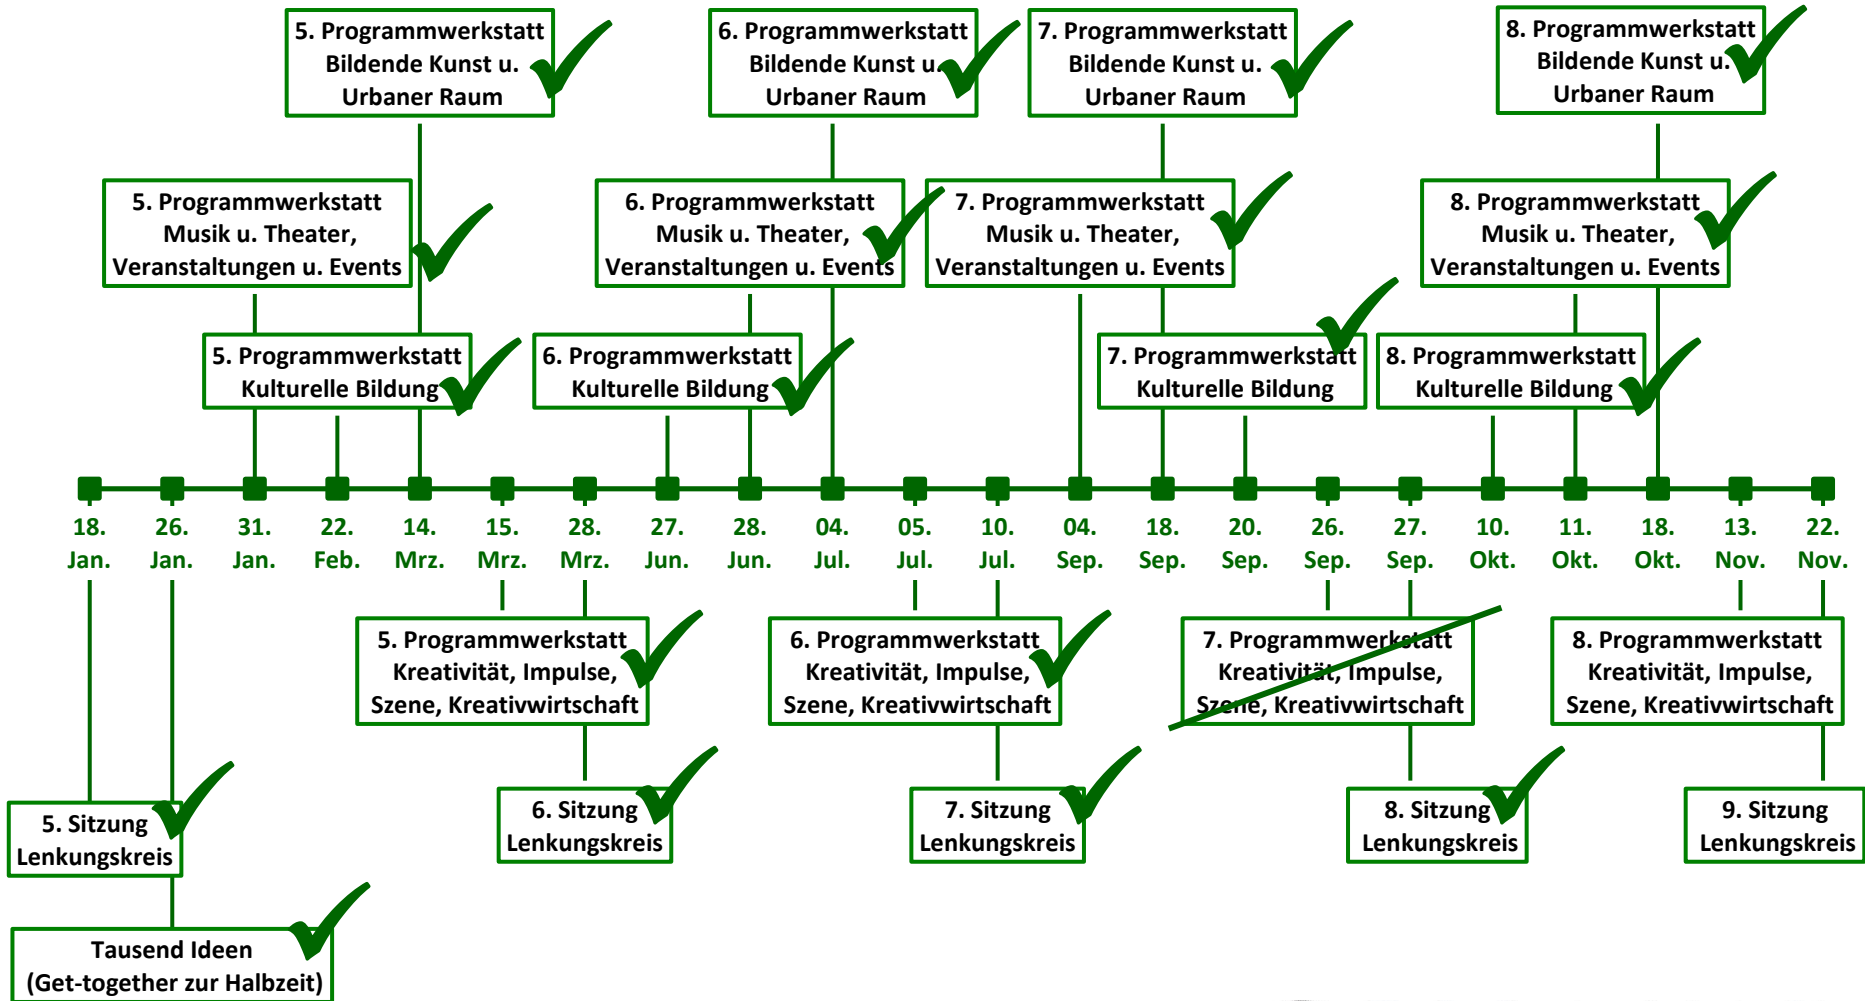 5. Programmwerkstatt
Bildende Kunst u.
Urbaner Raum
6. Programmwerkstatt
Bildende Kunst u.
Urbaner Raum
7. Programmwerkstatt
Bildende Kunst u.
Urbaner Raum
8. Programmwerkstatt
Bildende Kunst u.
Urbaner Raum
5. Programmwerkstatt
Musik u. Theater,
Veranstaltungen u. Events
6. Programmwerkstatt
Musik u. Theater,
Veranstaltungen u. Events
7. Programmwerkstatt
Musik u. Theater,
Veranstaltungen u. Events
8. Programmwerkstatt
Musik u. Theater,
Veranstaltungen u. Events
5. Programmwerkstatt
Kulturelle Bildung
6. Programmwerkstatt
Kulturelle Bildung
7. Programmwerkstatt
Kulturelle Bildung
8. Programmwerkstatt
Kulturelle Bildung
18.
Jan.
26.
Jan.
31.
Jan.
22.
Feb.
14.
Mrz.
15.
Mrz.
28.
Mrz.
27.
Jun.
28.
Jun.
04.
Jul.
05.
Jul.
10.
Jul.
04.
Sep.
18.
Sep.
20.
Sep.
26.
Sep.
27.
Sep.
10.
Okt.
11.
Okt.
18.
Okt.
13.
Nov.
22.
Nov.
5. Programmwerkstatt
Kreativität, Impulse,
Szene, Kreativwirtschaft
6. Programmwerkstatt
Kreativität, Impulse,
Szene, Kreativwirtschaft
7. Programmwerkstatt
Kreativität, Impulse,
Szene, Kreativwirtschaft
8. Programmwerkstatt
Kreativität, Impulse,
Szene, Kreativwirtschaft
5. Sitzung
Lenkungskreis
6. Sitzung
Lenkungskreis
7. Sitzung
Lenkungskreis
8. Sitzung
Lenkungskreis
9. Sitzung
Lenkungskreis
Tausend Ideen
(Get-together zur Halbzeit)